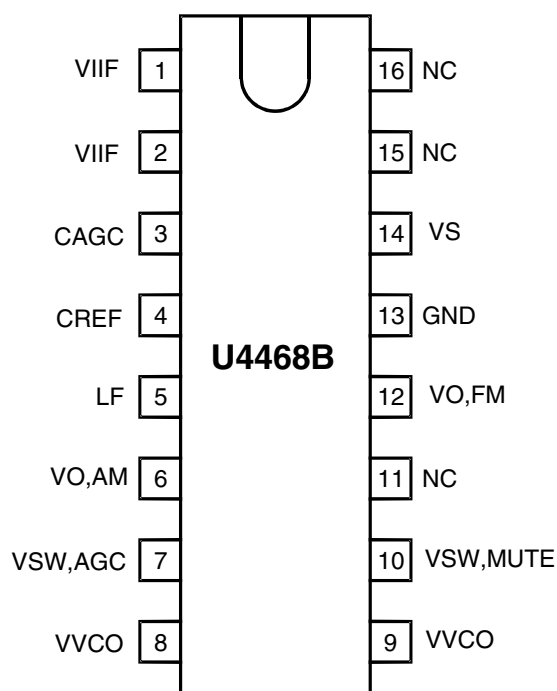 VIIF 1 16 NC
VIIF 2 15 NC
CAGC 3 14 VS
CREF 4 13 GND
U4468B
LF 5 12 VO,FM
VO,AM 6 11 NC
VSW,AGC 7 10 VSW,MUTE
VVCO 8 9 VVCO